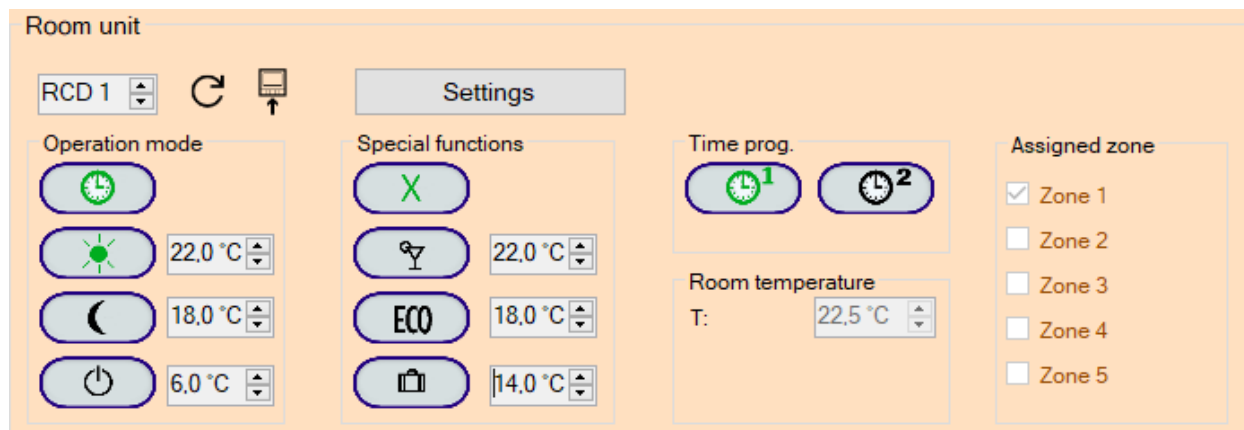 Room unit
RCD 1
Settings
Operation mode
22,0 °C
18,0 °C
6,0 °C
Special functions
X
22,0 °C
ECO
18,0 °C
14,0 °C
Time prog.
1
2
Room temperature
T:
22,5 °C
Assigned zone
Zone 1
Zone 2
Zone 3
Zone 4
Zone 5